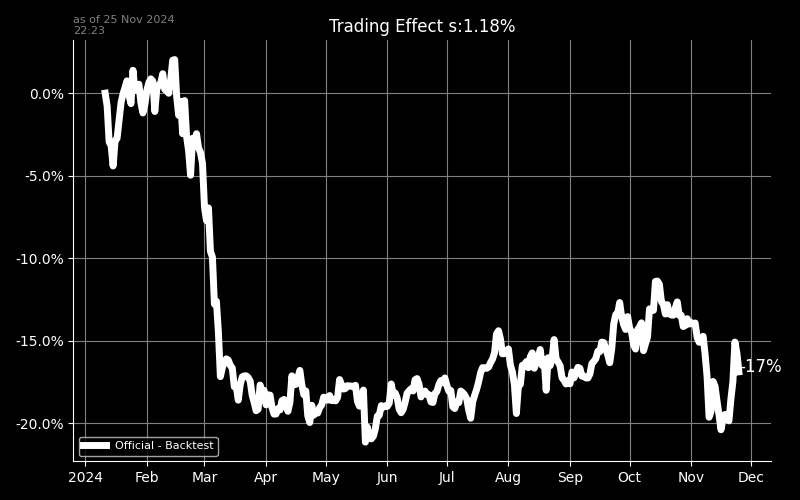 as of 25 Nov 2024
22:23
Trading Effect s:1.18%
0.0%
-5.0%
-10.0%
-15.0%
-20.0%
-17%
Official - Backtest
2024 Feb Mar Apr May Jun Jul Aug Sep Oct Nov Dec